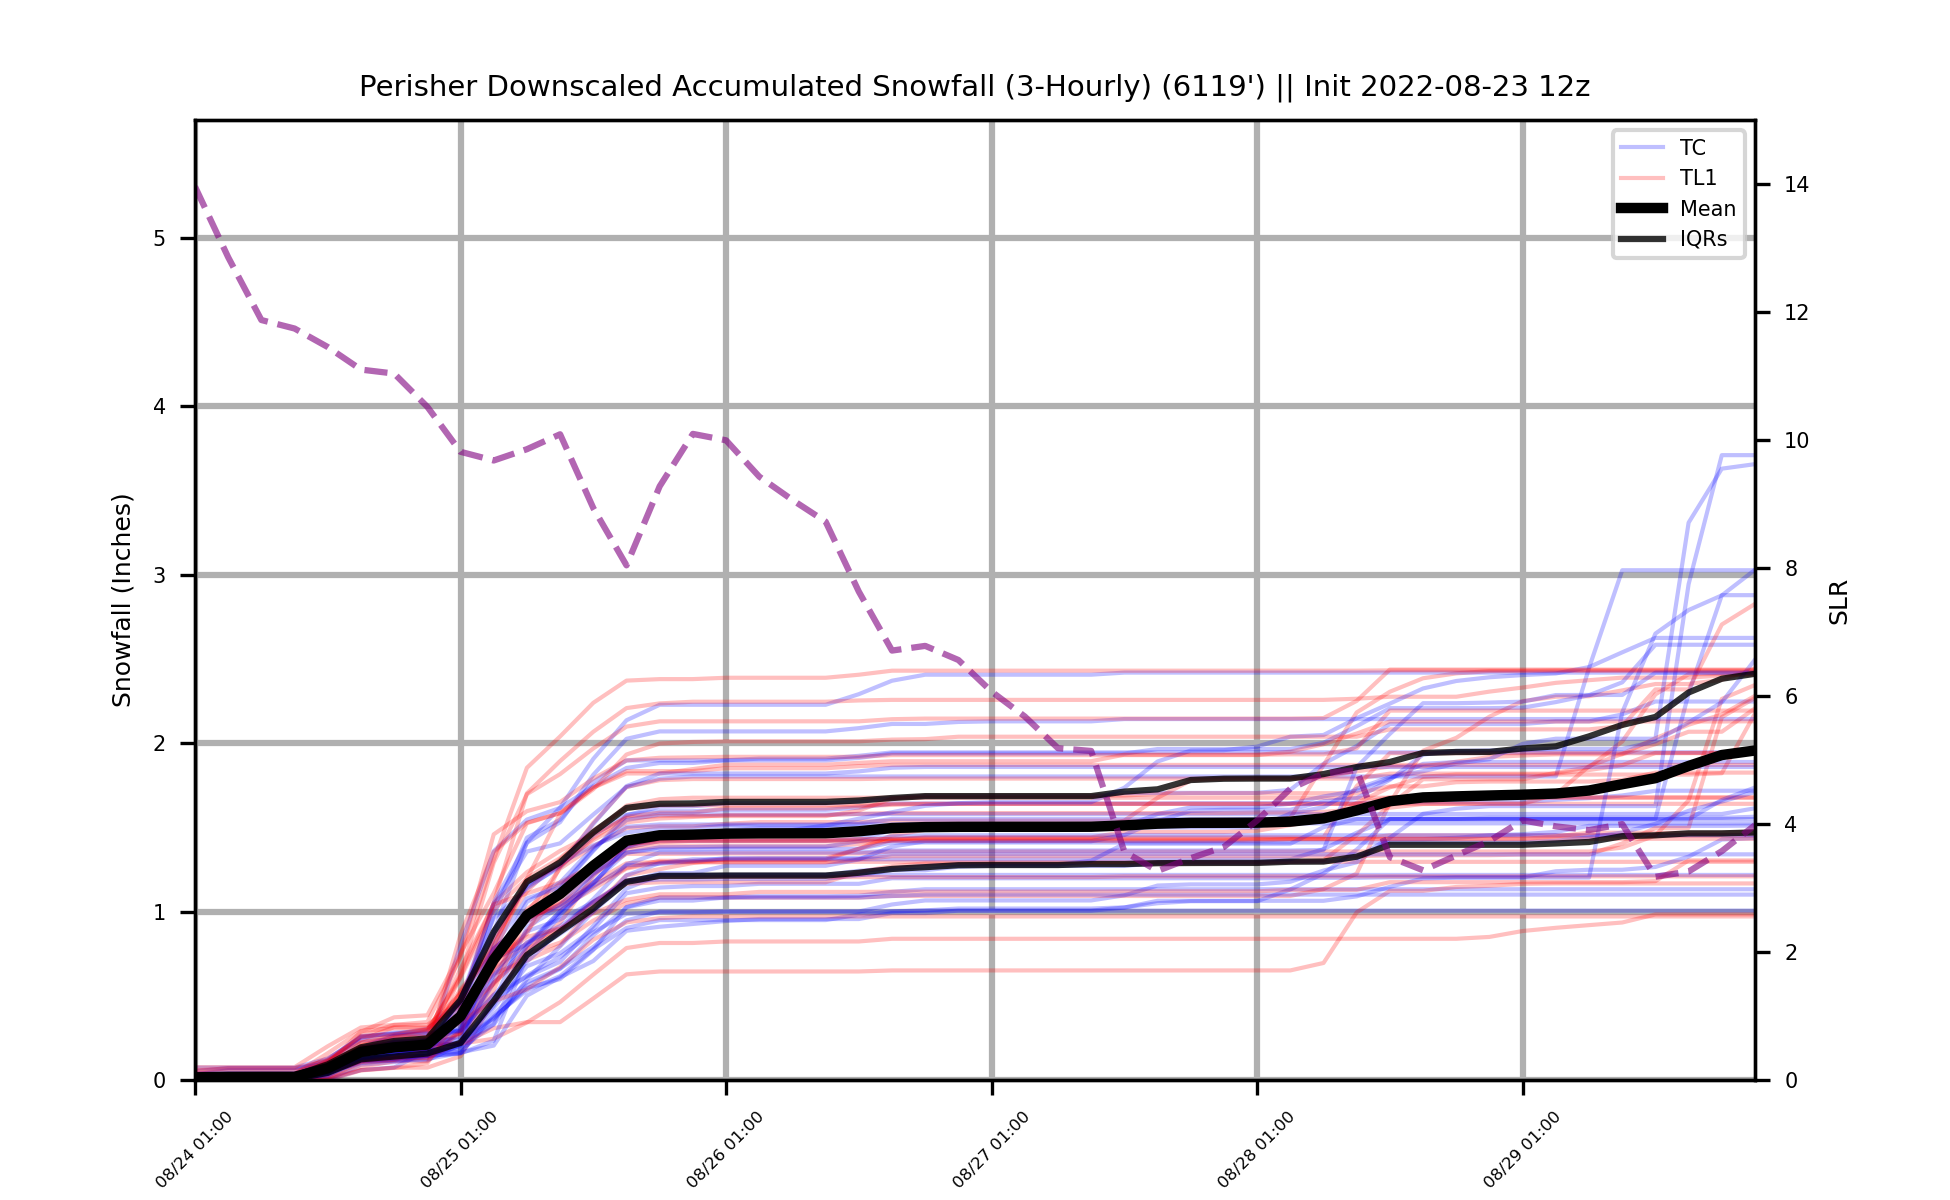 Perisher Downscaled Accumulated Snowfall (3-Hourly) (6119') || Init 2022-08-23 12z
TC
TL1
Mean
IQRs
Snowfall (Inches)
5
4
3
2
1
0
14
12
10
8
6
4
2
0
SLR
08/24 01:00
08/25 01:00
08/26 01:00
08/27 01:00
08/28 01:00
08/29 01:00